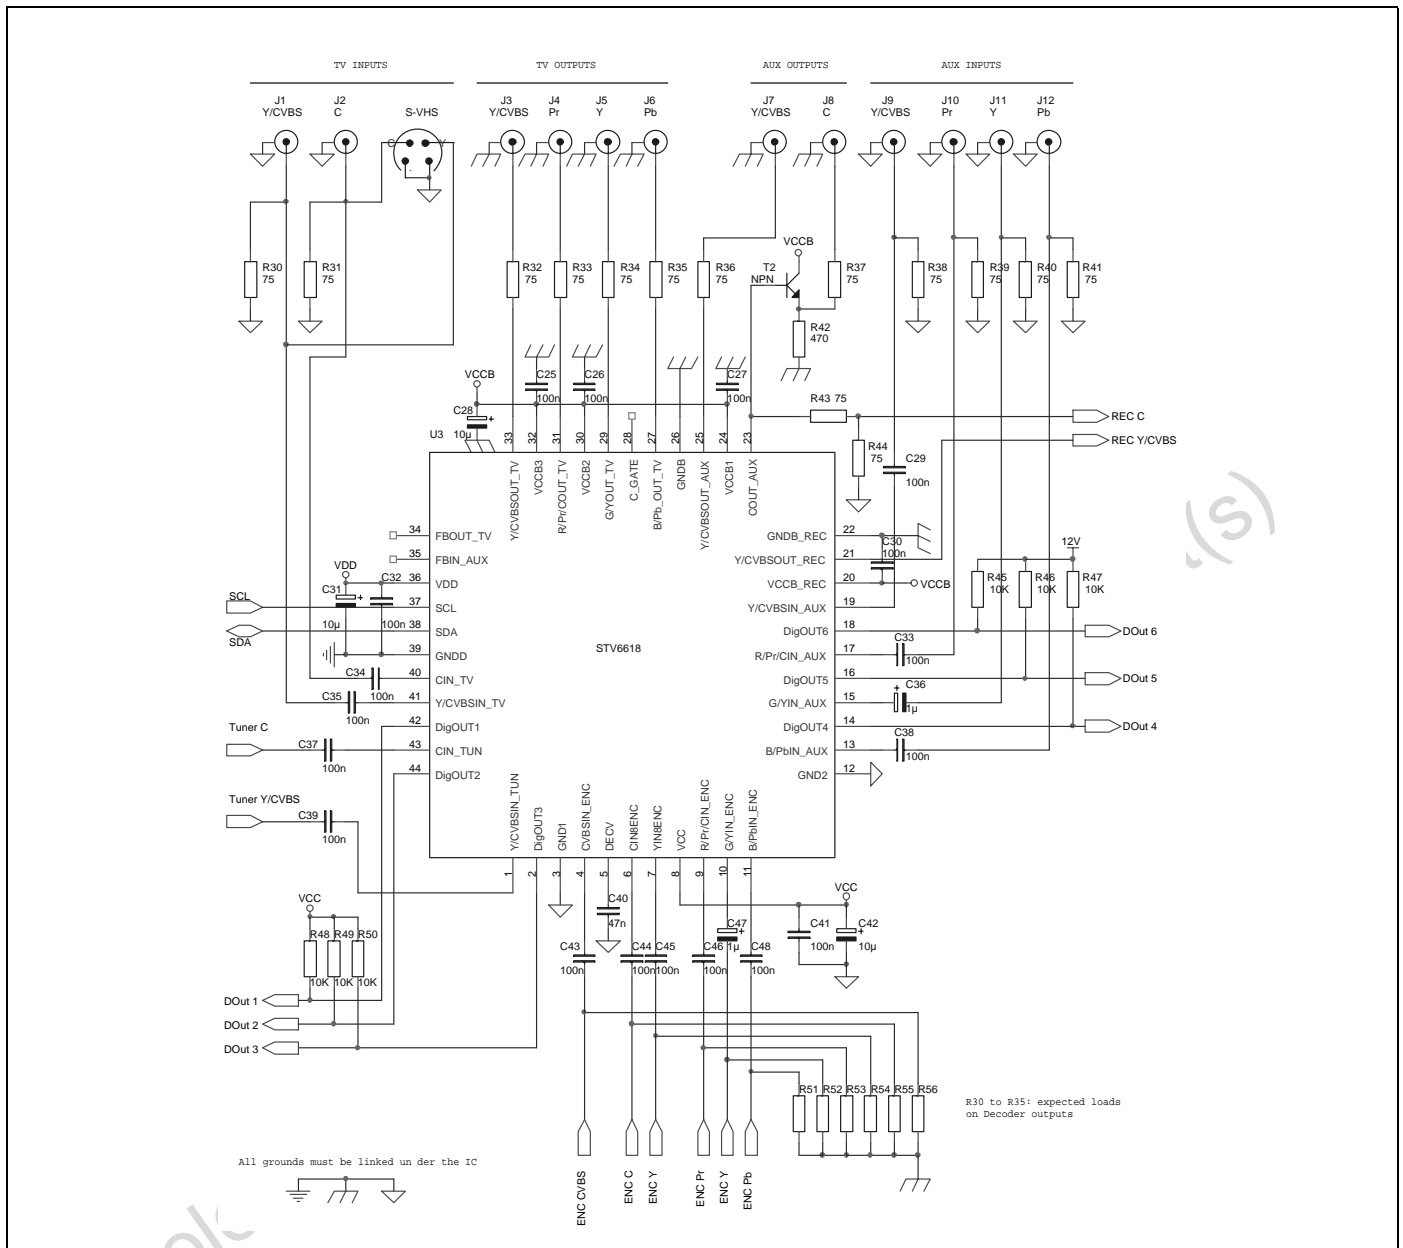 TV INPUTS
TV OUTPUTS
AUX OUTPUTS
AUX INPUTS
J1
Y/CVBS
J2
C
S-VHS
C
Y
J3
Y/CVBS
J4
Pr
J5
Y
J6
Pb
J7
Y/CVBS
J8
C
J9
Y/CVBS
J10
Pr
J11
Y
J12
Pb
R30
75
R31
75
R32
75
R33
75
R34
75
R35
75
R36
75
VCCB
T2
NPN
R37
75
R38
75
R39
75
R40
75
R41
75
R42
470
VCCB
C28
10µ
C25
100n
C26
100n
C27
100n
R43 75
REC C
REC Y/CVBS
R44
75
C29
100n
U3
33
32
31
30
29
28
27
26
25
24
23
Y/CVBSOUT_TV
VCCB3
R/Pr/COUT_TV
VCCB2
G/YOUT_TV
C_GATE
B/Pb_OUT_TV
GNDB
Y/CVBSOUT_AUX
VCCB1
COUT_AUX
34
FBOUT_TV
35
FBIN_AUX
36
VDD
37
SCL
38
SDA
39
GNDD
40
CIN_TV
41
Y/CVBSIN_TV
42
DigOUT1
43
CIN_TUN
44
DigOUT2
VDD
C31
10µ
C32
100n
SCL
SDA
C34
100n
C35
100n
Tuner C
C37
100n
Tuner Y/CVBS
C39
100n
STV6618
GNDB_REC
22
Y/CVBSOUT_REC
21
VCCB_REC
20
Y/CVBSIN_AUX
19
DigOUT6
18
R/Pr/CIN_AUX
17
DigOUT5
16
G/YIN_AUX
15
DigOUT4
14
B/PbIN_AUX
13
GND2
12
C30
100n
VCCB
12V
R45
10K
R46
10K
R47
10K
C33
100n
C36
1µ
C38
100n
DOut 6
DOut 5
DOut 4
(s)
Y/CVBSIN_TUN
DigOUT3
GND1
CVBSIN_ENC
DECV
CIN8ENC
YIN8ENC
VCC
R/Pr/CIN_ENC
G/YIN_ENC
B/PbIN_ENC
1
2
3
4
5
6
7
8
9
10
11
VCC
R48
10K
R49
10K
R50
10K
C40
47n
C43
100n
C44
100n
C45
100n
C46
100n
C47
1µ
C48
100n
C41
100n
VCC
C42
10µ
DOut 1
DOut 2
DOut 3
R51
R52
R53
R54
R55
R56
R30 to R35: expected loads
on Decoder outputs
All grounds must be linked un der the IC
ENC CVBS
ENC C
ENC Y
ENC Pr
ENC Y
ENC Pb